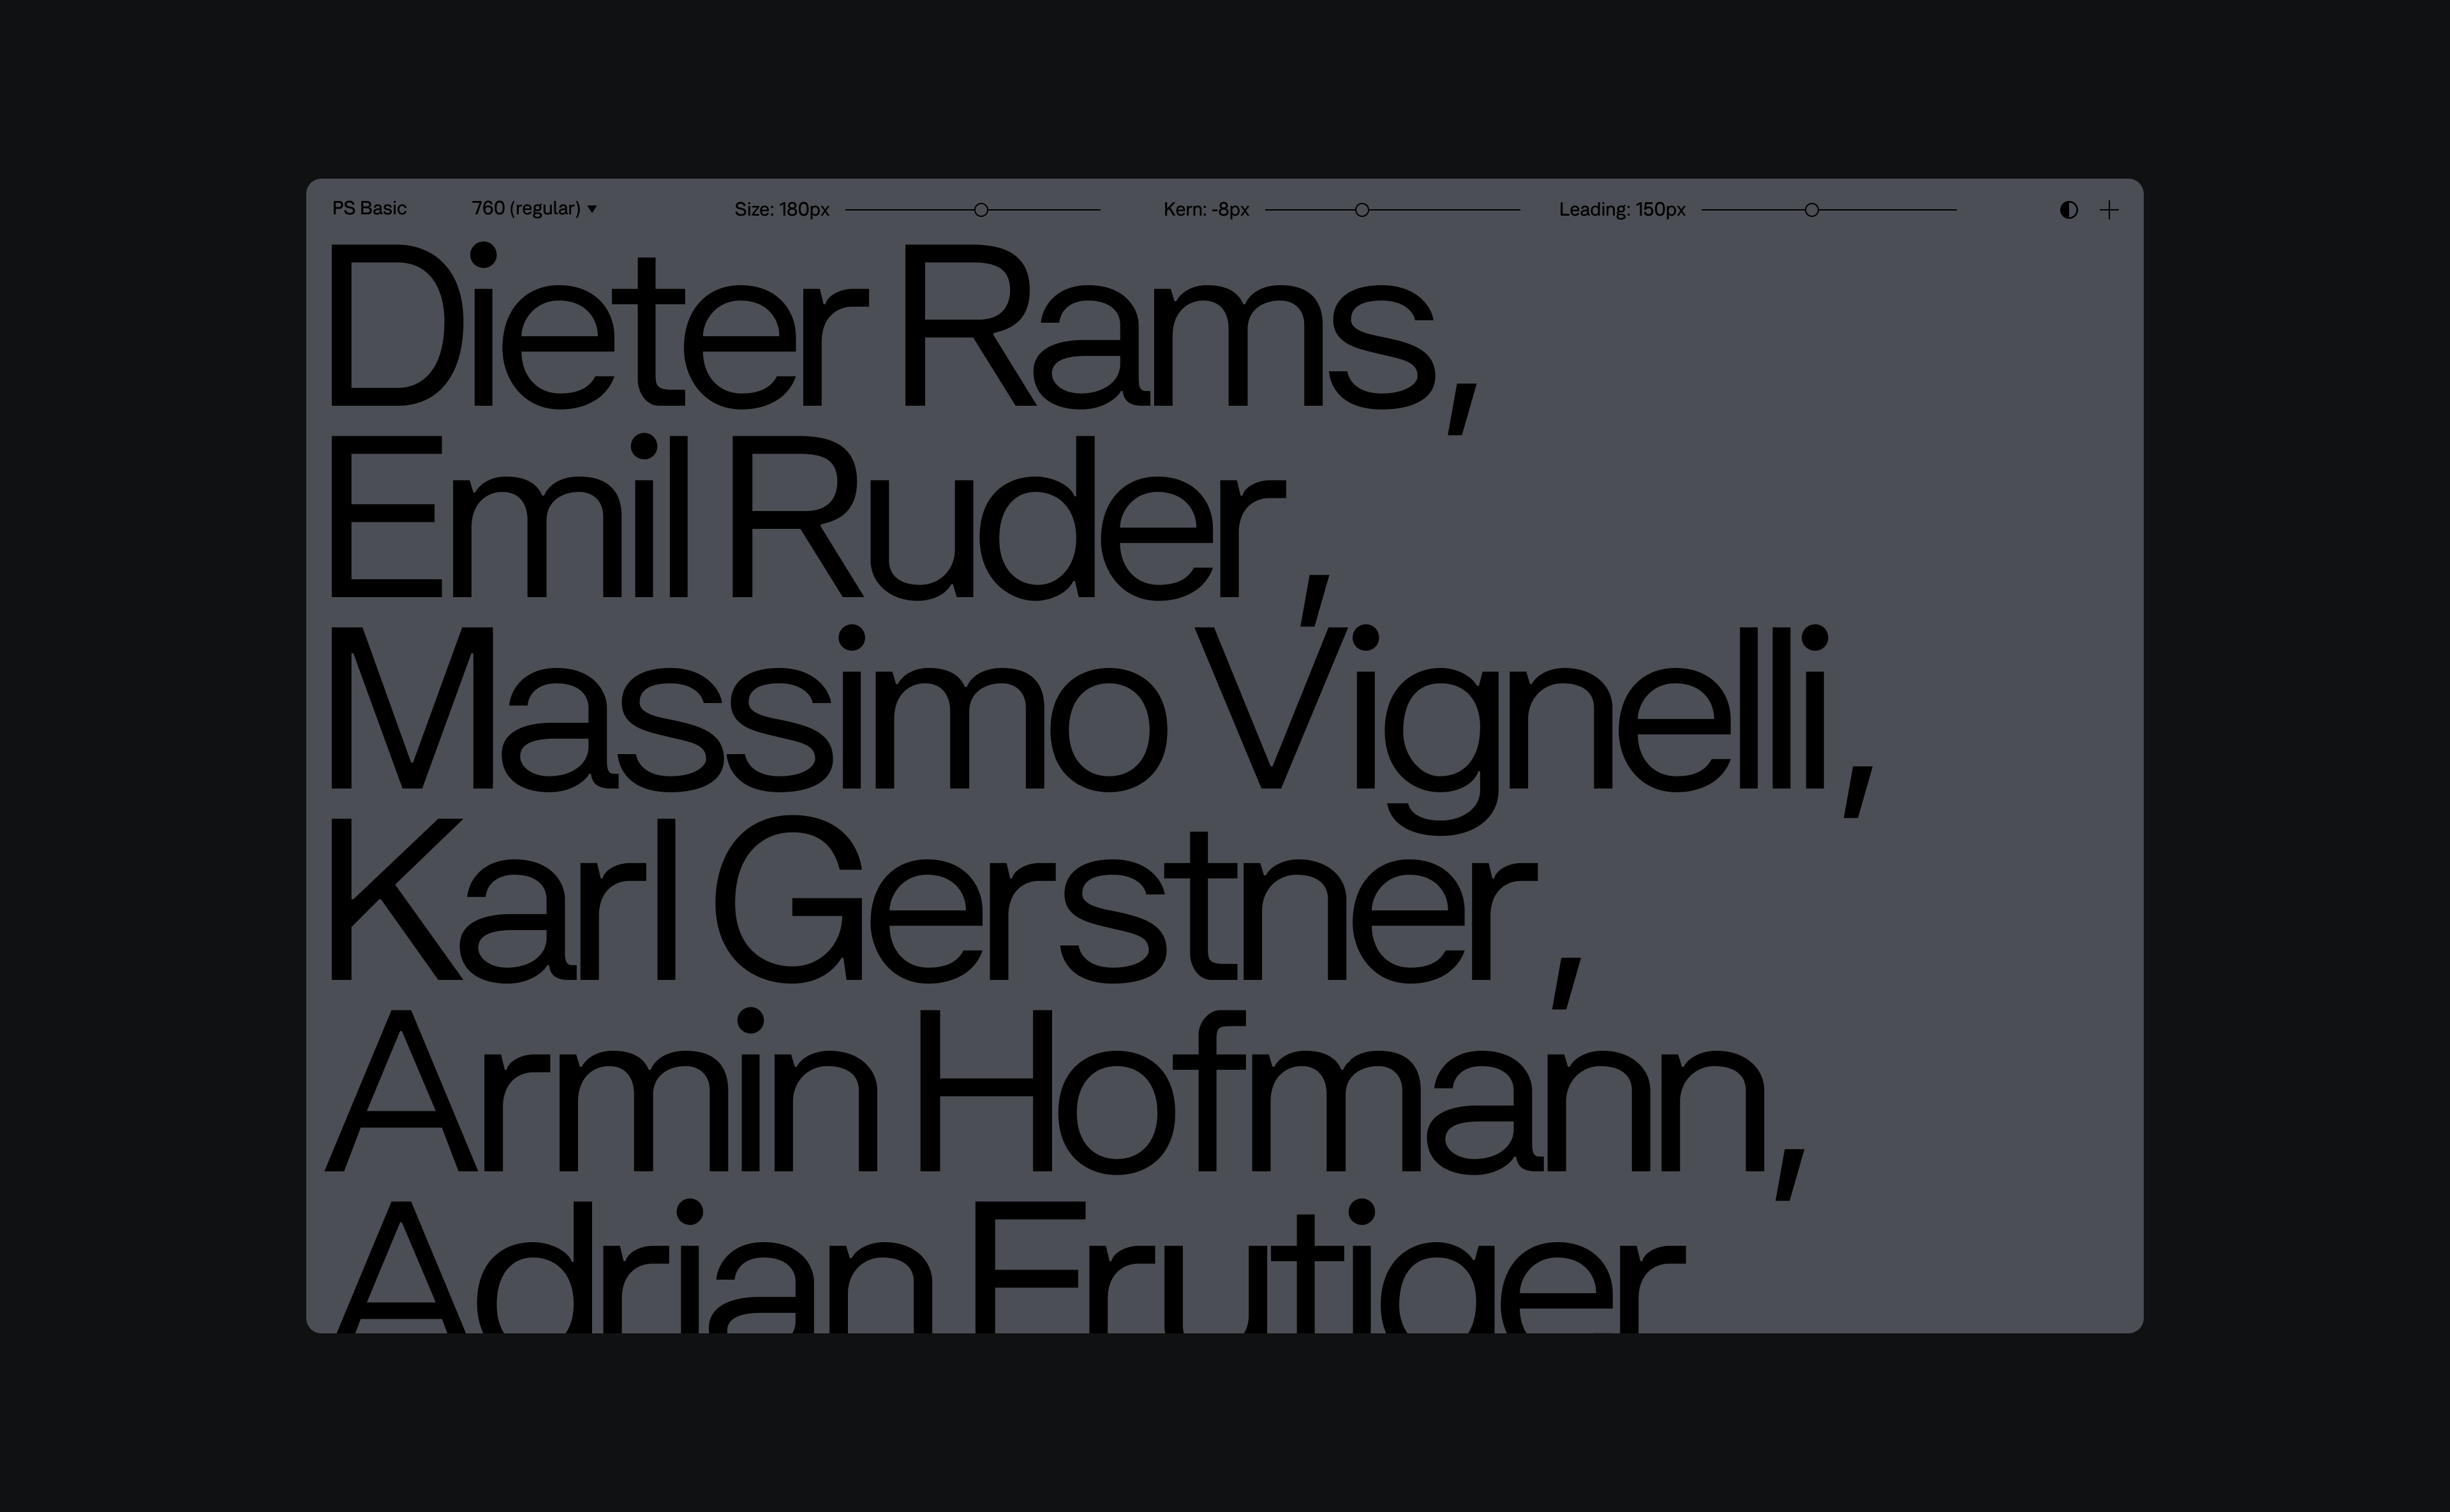 PS Basic 760 (regular) ▼ Size: 180px Kern: -8px Leading: 150px
Dieter Rams,
Emil Ruder,
Massimo Vignelli,
Karl Gerstner,
Armin Hofmann,
Adrian Frutiger